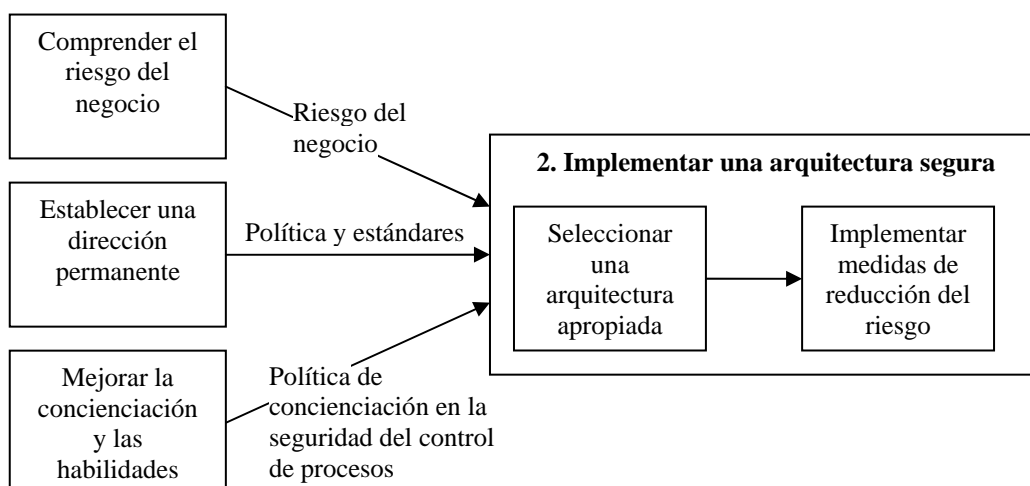 Comprender el
riesgo del
negocio
Riesgo del
negocio
Establecer una
dirección
permanente
Política y estándares
Mejorar la
concienciación
y las
habilidades
Política de
concienciación en la
seguridad del control
de procesos
2. Implementar una arquitectura segura
Seleccionar
una
arquitectura
apropiada
Implementar
medidas de
reducción del
riesgo